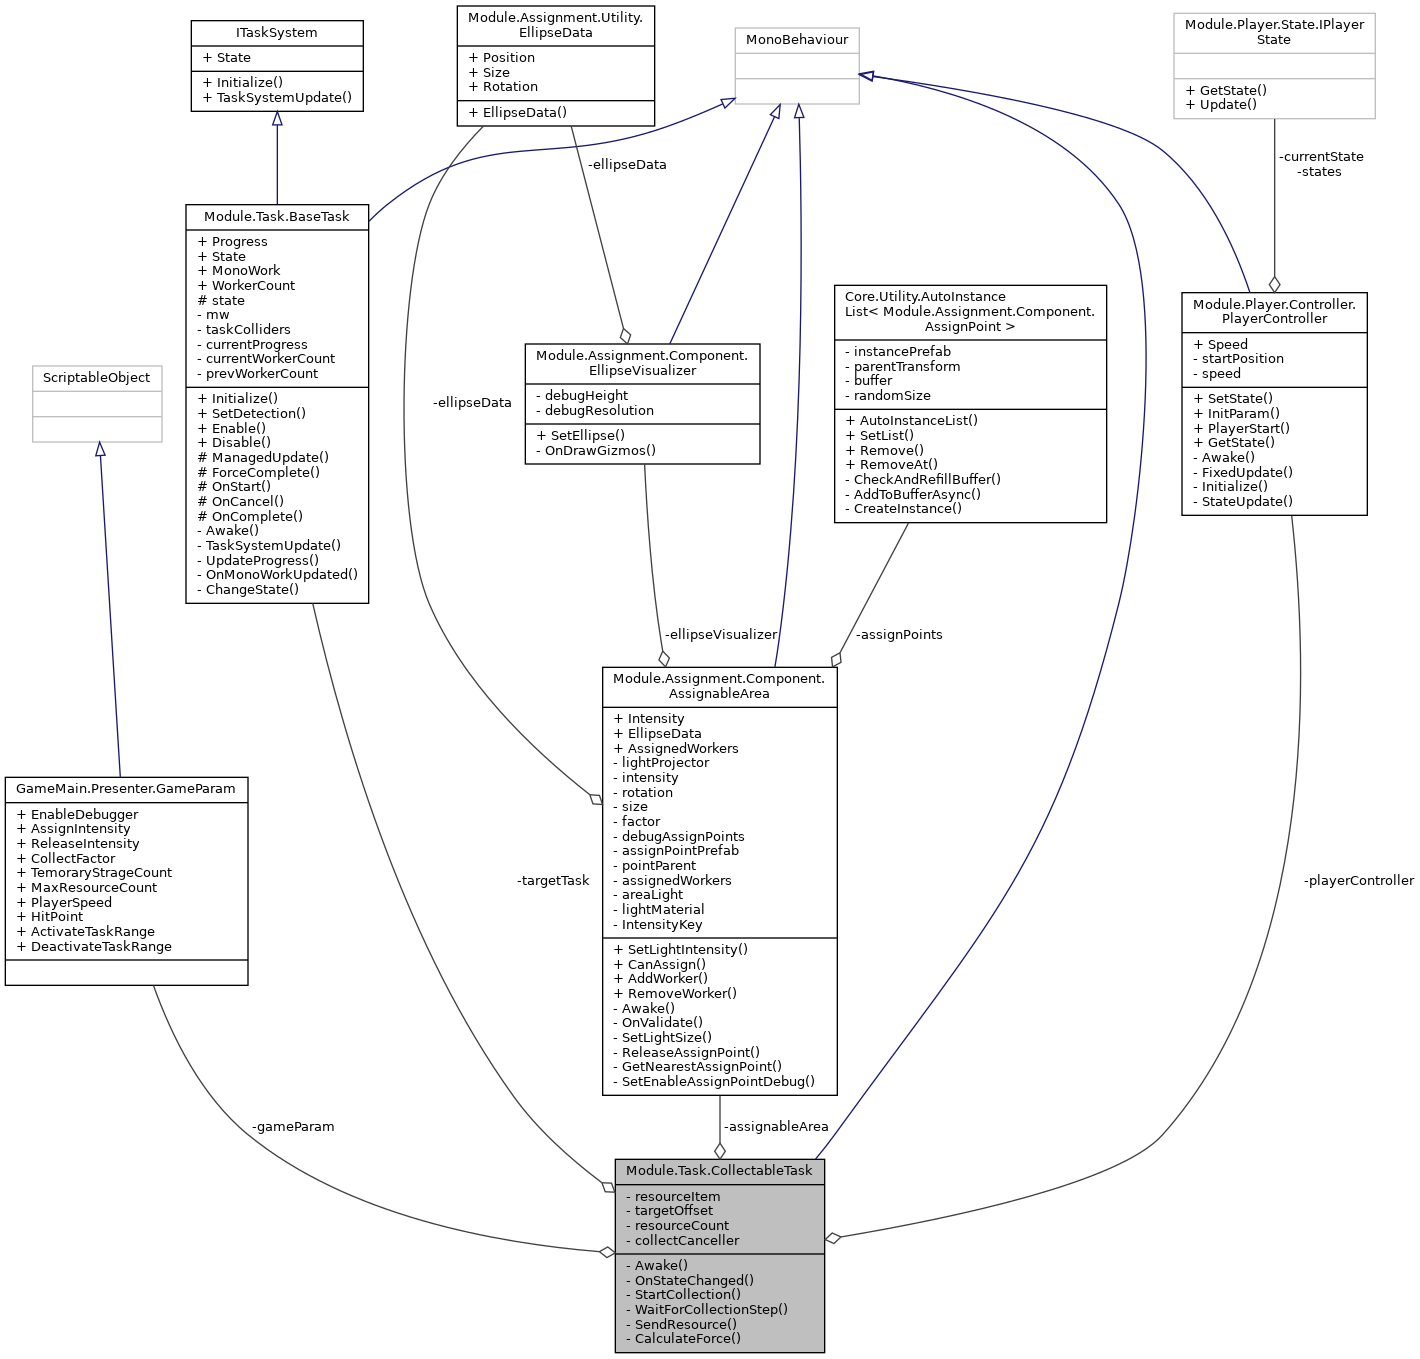 ITaskSystem
+ State
+ Initialize()
+ TaskSystemUpdate()
Module.Assignment.Utility.
EllipseData
+ Position
+ Size
+ Rotation
+ EllipseData()
MonoBehaviour
Module.Player.State.IPlayer
State
+ GetState()
+ Update()
-ellipseData
-currentState
-states
Module.Task.BaseTask
+ Progress
+ State
+ MonoWork
+ WorkerCount
# state
- mw
- taskColliders
- currentProgress
- currentWorkerCount
- prevWorkerCount
+ Initialize()
+ SetDetection()
+ Enable()
+ Disable()
# ManagedUpdate()
# ForceComplete()
# OnStart()
# OnCancel()
# OnComplete()
- Awake()
- TaskSystemUpdate()
- UpdateProgress()
- OnMonoWorkUpdated()
- ChangeState()
Core.Utility.AutoInstance
List< Module.Assignment.Component.
AssignPoint >
- instancePrefab
- parentTransform
- buffer
- randomSize
+ AutoInstanceList()
+ SetList()
+ Remove()
+ RemoveAt()
- CheckAndRefillBuffer()
- AddToBufferAsync()
- CreateInstance()
Module.Player.Controller.
PlayerController
+ Speed
- startPosition
- speed
+ SetState()
+ InitParam()
+ PlayerStart()
+ GetState()
- Awake()
- FixedUpdate()
- Initialize()
- StateUpdate()
Module.Assignment.Component.
EllipseVisualizer
- debugHeight
- debugResolution
+ SetEllipse()
- OnDrawGizmos()
ScriptableObject
-ellipseData
-ellipseVisualizer
-assignPoints
Module.Assignment.Component.
AssignableArea
+ Intensity
+ EllipseData
+ AssignedWorkers
- lightProjector
- intensity
- rotation
- size
- factor
- debugAssignPoints
- assignPointPrefab
- pointParent
- assignedWorkers
- areaLight
- lightMaterial
- IntensityKey
+ SetLightIntensity()
+ CanAssign()
+ AddWorker()
+ RemoveWorker()
- Awake()
- OnValidate()
- SetLightSize()
- ReleaseAssignPoint()
- GetNearestAssignPoint()
- SetEnableAssignPointDebug()
GameMain.Presenter.GameParam
+ EnableDebugger
+ AssignIntensity
+ ReleaseIntensity
+ CollectFactor
+ TemoraryStrageCount
+ MaxResourceCount
+ PlayerSpeed
+ HitPoint
+ ActivateTaskRange
+ DeactivateTaskRange
-targetTask
-playerController
-gameParam
-assignableArea
Module.Task.CollectableTask
- resourceItem
- targetOffset
- resourceCount
- collectCanceller
- Awake()
- OnStateChanged()
- StartCollection()
- WaitForCollectionStep()
- SendResource()
- CalculateForce()